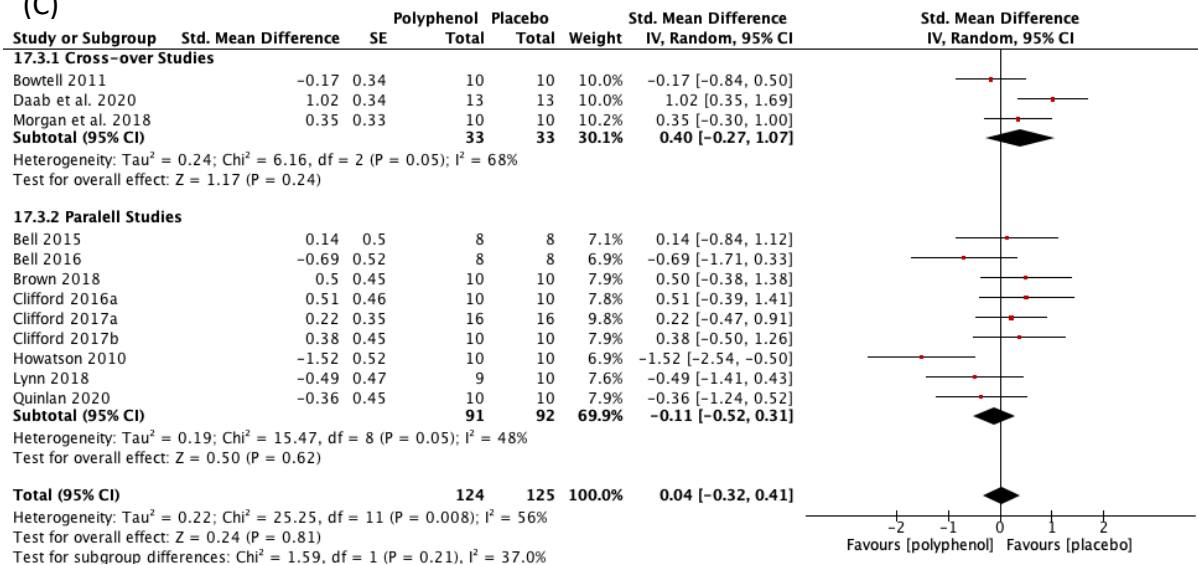 (C)
Polyphenol Placebo Std. Mean Difference Std. Mean Difference
Study or Subgroup Std. Mean Difference SE Total Total Weight IV, Random, 95% CI IV, Random, 95% CI
17.3.1 Cross-over Studies
Bowtell 2011 -0.17 0.34 10 10 10.0% -0.17 [-0.84, 0.50]
Daab et al. 2020 1.02 0.34 13 13 10.0% 1.02 [0.35, 1.69]
Morgan et al. 2018 0.35 0.33 10 10 10.2% 0.35 [-0.30, 1.00]
Subtotal (95% CI) 33 33 30.1% 0.40 [-0.27, 1.07]
Heterogeneity: Tau² = 0.24; Chi² = 6.16, df = 2 (P = 0.05); I² = 68%
Test for overall effect: Z = 1.17 (P = 0.24)
17.3.2 Paralell Studies
Bell 2015 0.14 0.5 8 8 7.1% 0.14 [-0.84, 1.12]
Bell 2016 -0.69 0.52 8 8 6.9% -0.69 [-1.71, 0.33]
Brown 2018 0.5 0.45 10 10 7.9% 0.50 [-0.38, 1.38]
Clifford 2016a 0.51 0.46 10 10 7.8% 0.51 [-0.39, 1.41]
Clifford 2017a 0.22 0.35 16 16 9.8% 0.22 [-0.47, 0.91]
Clifford 2017b 0.38 0.45 10 10 7.9% 0.38 [-0.50, 1.26]
Howatson 2010 -1.52 0.52 10 10 6.9% -1.52 [-2.54, -0.50]
Lynn 2018 -0.49 0.47 9 10 7.6% -0.49 [-1.41, 0.43]
Quinlan 2020 -0.36 0.45 10 10 7.9% -0.36 [-1.24, 0.52]
Subtotal (95% CI) 91 92 69.9% -0.11 [-0.52, 0.31]
Heterogeneity: Tau² = 0.19; Chi² = 15.47, df = 8 (P = 0.05); I² = 48%
Test for overall effect: Z = 0.50 (P = 0.62)
Total (95% CI) 124 125 100.0% 0.04 [-0.32, 0.41]
Heterogeneity: Tau² = 0.22; Chi² = 25.25, df = 11 (P = 0.008); I² = 56%
Test for overall effect: Z = 0.24 (P = 0.81)
Test for subgroup differences: Chi² = 1.59, df = 1 (P = 0.21), I² = 37.0%
-2 -1 0 1 2
Favours [polyphenol] Favours [placebo]